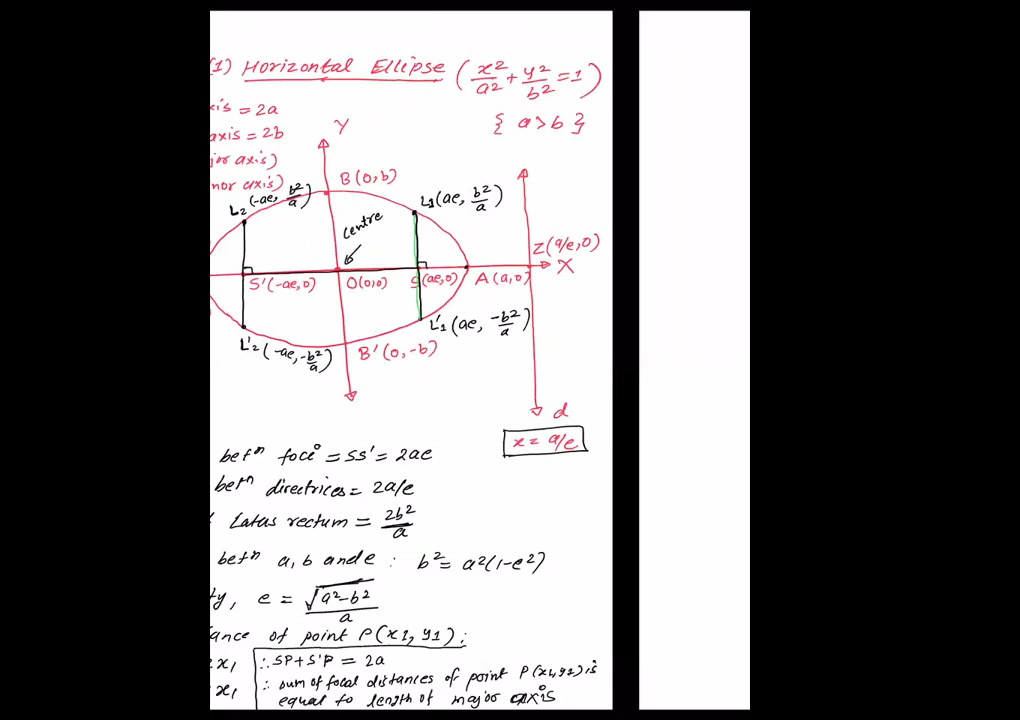 (1) Horizontal Ellipse (x²/a² + y²/b² = 1)
xis = 2a
{ a > b }
axis = 2b
Y
jor axis)
nor axis)
B (0, b)
L2 (-ae, b²/a)
L1 (ae, b²/a)
centre
Z (a/e, 0)
X
S' (-ae, 0)
O (0,0)
S (ae, 0)
A (a, 0)
L'1 (ae, -b²/a)
L'2 (-ae, -b²/a)
B' (0, -b)
d
x = a/e
betⁿ foci = SS' = 2ae
betⁿ directrices = 2a/e
Latus rectum = 2b²/a
betⁿ a, b and e : b² = a²(1-e²)
ty, e = √(a²-b²)/a
ance of point P(x1, y1) :
x1
∴ SP + S'P = 2a
x1
∴ sum of focal distances of point P(x1, y1) is
equal to length of major axis